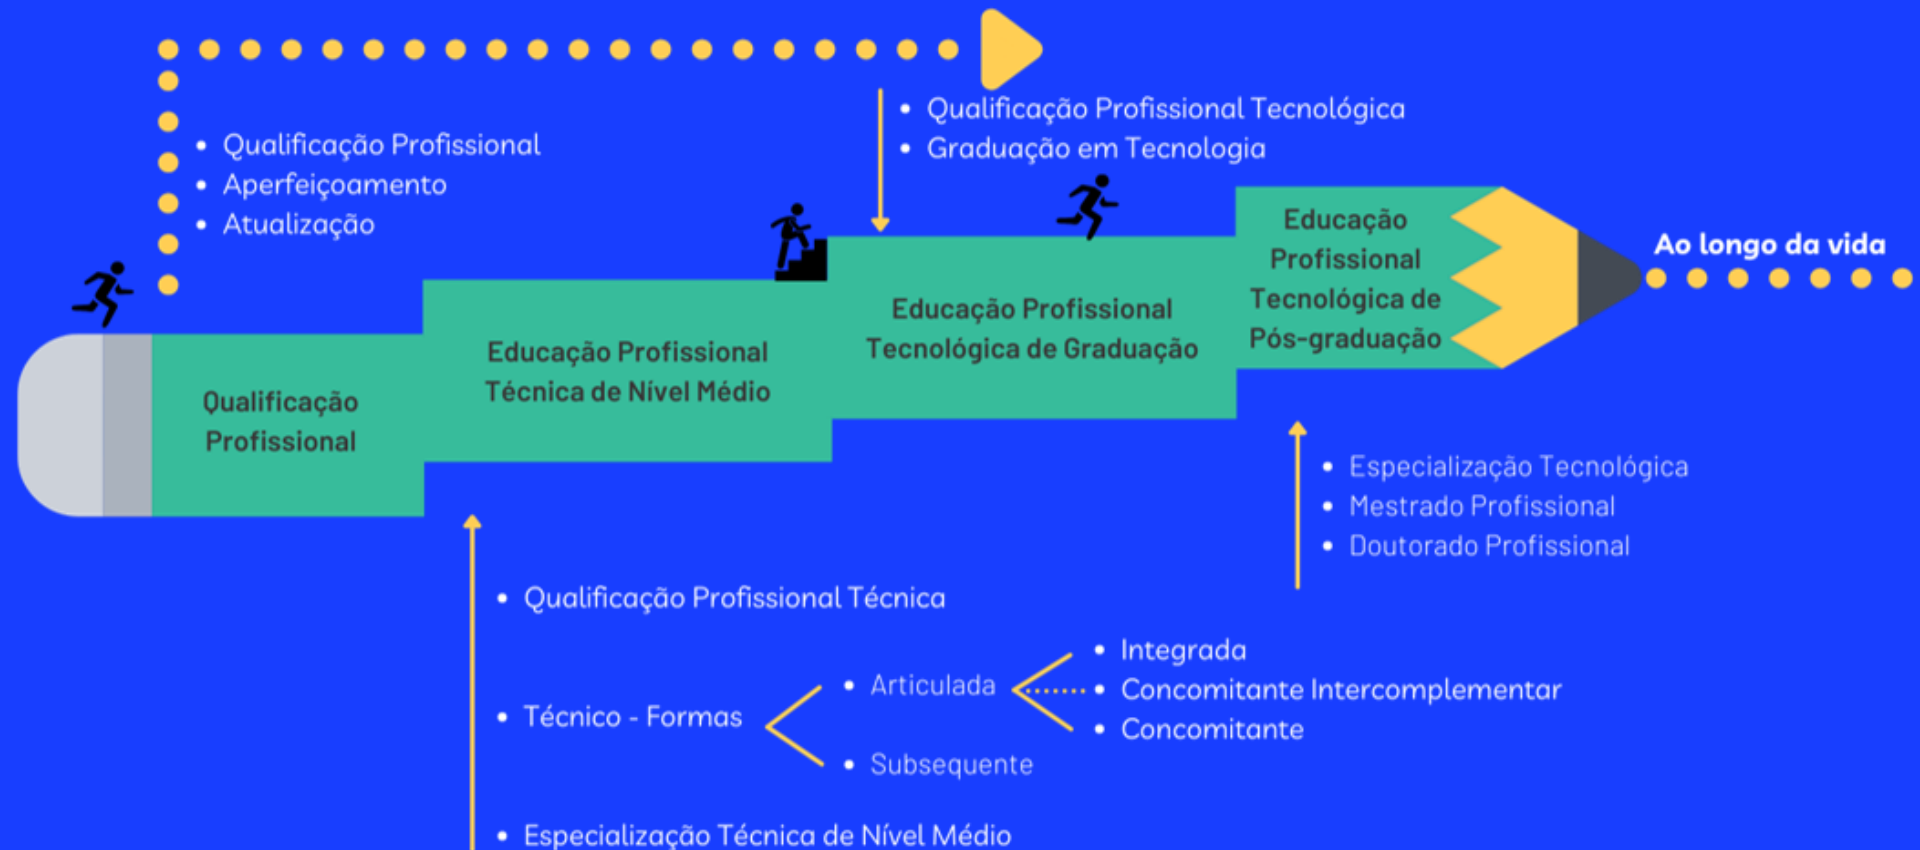 Qualificação Profissional
Aperfeiçoamento
Atualização
Qualificação Profissional Tecnológica
Graduação em Tecnologia
Qualificação
Profissional
Educação Profissional
Técnica de Nível Médio
Educação Profissional
Tecnológica de Graduação
Educação
Profissional
Tecnológica de
Pós-graduação
Ao longo da vida
Especialização Tecnológica
Mestrado Profissional
Doutorado Profissional
Qualificação Profissional Técnica
Técnico - Formas
Articulada
Subsequente
Integrada
Concomitante Intercomplementar
Concomitante
Especialização Técnica de Nível Médio